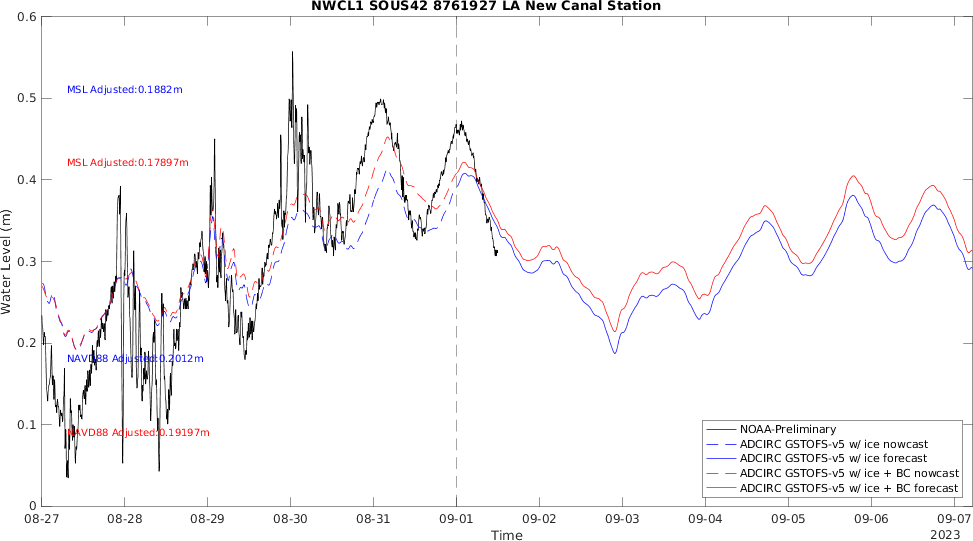 NWCL1 SOUS42 8761927 LA New Canal Station
Water Level (m)
0.6
0.5
0.4
0.3
0.2
0.1
0
MSL Adjusted:0.1882m
MSL Adjusted:0.17897m
NAVD88 Adjusted:0.2012m
NAVD88 Adjusted:0.19197m
NOAA-Preliminary
ADCIRC GSTOFS-v5 w/ ice nowcast
ADCIRC GSTOFS-v5 w/ ice forecast
ADCIRC GSTOFS-v5 w/ ice + BC nowcast
ADCIRC GSTOFS-v5 w/ ice + BC forecast
08-27 08-28 08-29 08-30 08-31 09-01 09-02 09-03 09-04 09-05 09-06 09-07
2023
Time